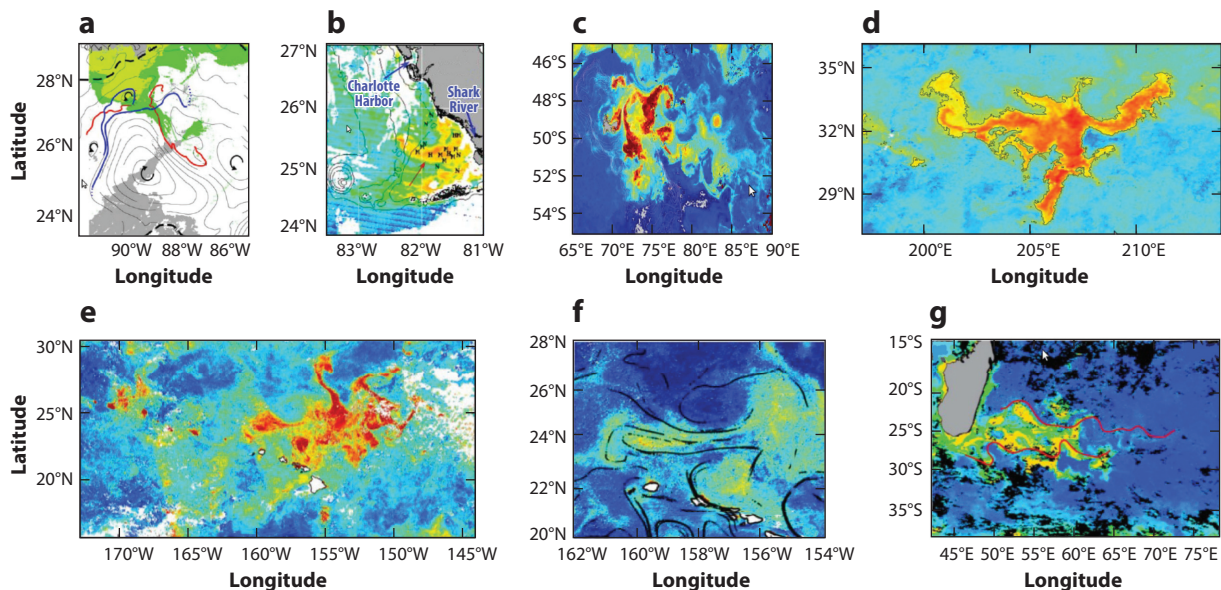 a
28°N
26°N
24°N
90°W 88°W 86°W
Latitude
Longitude
b
27°N
26°N
25°N
24°N
Charlotte
Harbor
Shark
River
83°W 82°W 81°W
Longitude
c
46°S
48°S
50°S
52°S
54°S
65°E 70°E 75°E 80°E 85°E 90°E
Longitude
d
35°N
32°N
29°N
200°E 205°E 210°E
Longitude
e
30°N
25°N
20°N
170°W 165°W 160°W 155°W 150°W 145°W
Latitude
Longitude
f
28°N
26°N
24°N
22°N
20°N
162°W 160°W 158°W 156°W 154°W
Longitude
g
15°S
20°S
25°S
30°S
35°S
45°E 50°E 55°E 60°E 65°E 70°E 75°E
Longitude